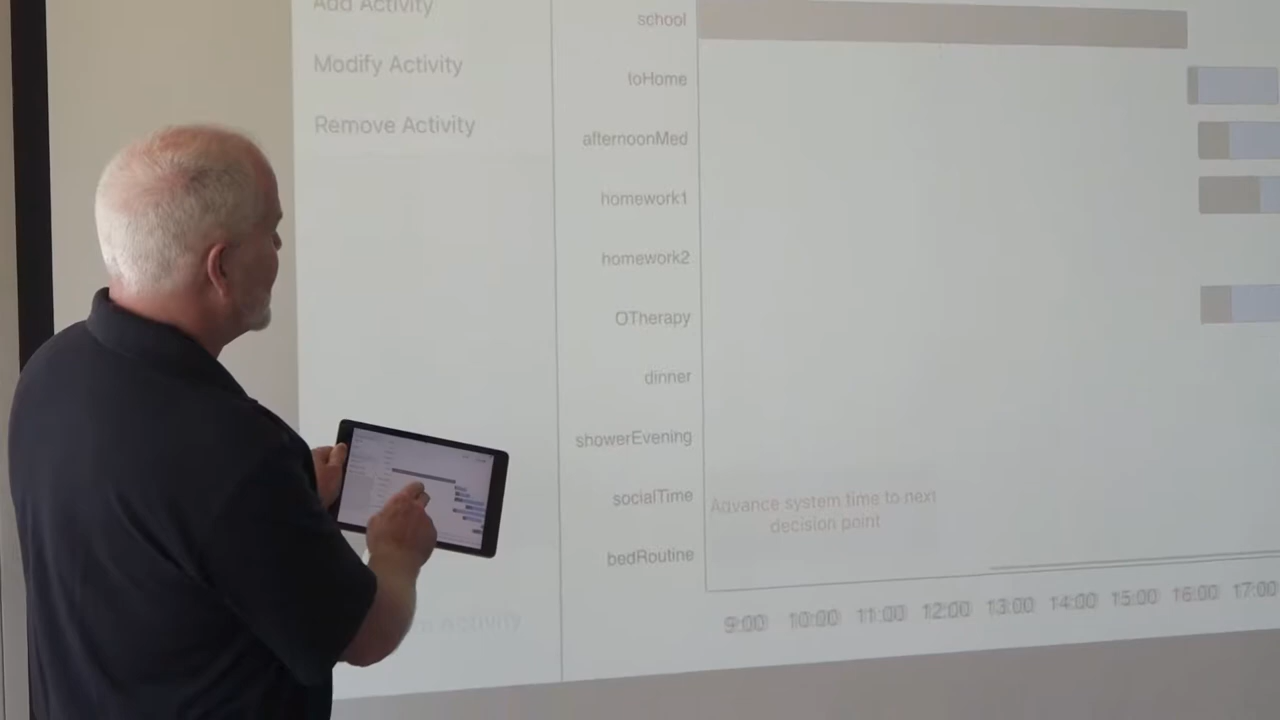 Add Activity
Modify Activity
Remove Activity
school
toHome
afternoonMed
homework1
homework2
OTherapy
dinner
showerEvening
socialTime
bedRoutine
Advance system time to next
decision point
Activity
9:00 10:00 11:00 12:00 13:00 14:00 15:00 16:00 17:00